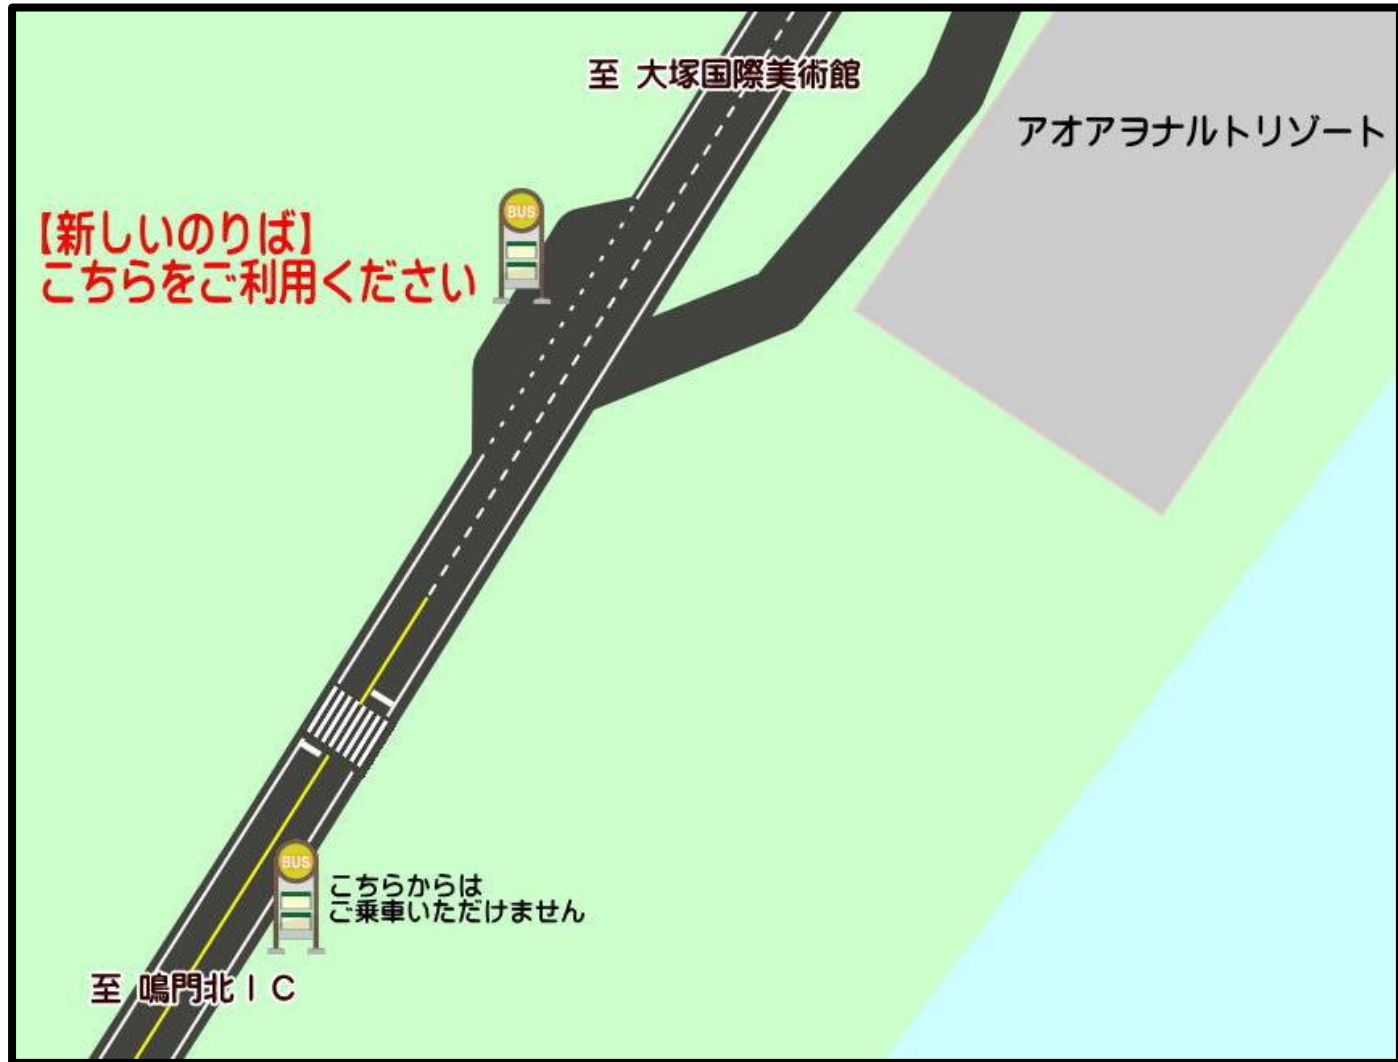 至 大塚国際美術館
アオアヲナルトリゾート
BUS
【新しいのりば】
こちらをご利用ください
BUS
こちらからは
ご乗車いただけません
至 鳴門北IC